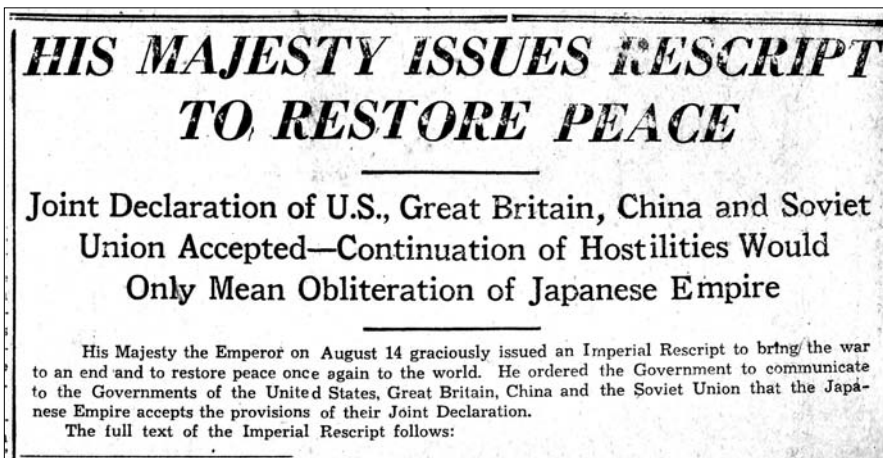 HIS MAJESTY ISSUES RESCRIPT
TO RESTORE PEACE
Joint Declaration of U.S., Great Britain, China and Soviet
Union Accepted—Continuation of Hostilities Would
Only Mean Obliteration of Japanese Empire
His Majesty the Emperor on August 14 graciously issued an Imperial Rescript to bring the war
to an end and to restore peace once again to the world. He ordered the Government to communicate
to the Governments of the United States, Great Britain, China and the Soviet Union that the Japa-
nese Empire accepts the provisions of their Joint Declaration.
The full text of the Imperial Rescript follows: